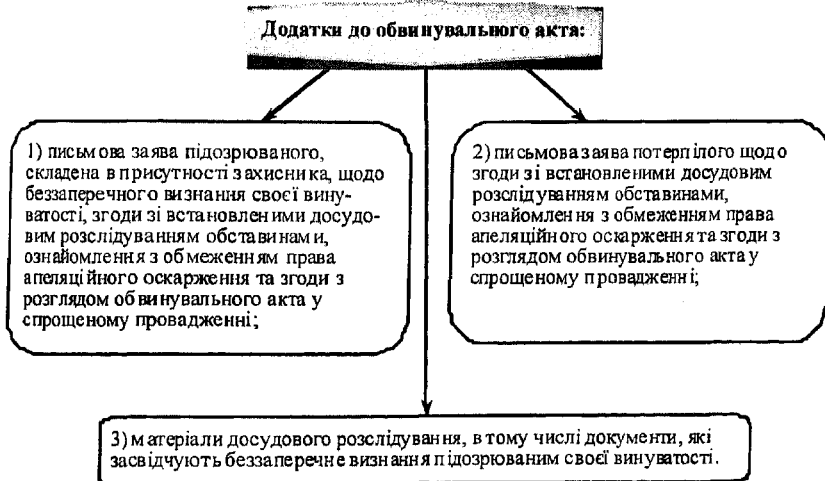 Додатки до обвинувального акта:
1) письмова заява підозрюваного,
складена в присутності захисника, щодо
беззаперечного визнання своєї вину-
ватості, згоди зі встановленими досудо-
вим розслідуванням обставинами,
ознайомлення з обмеженням права
апеляційного оскарження та згоди з
розглядом обвинувального акта у
спрощеному провадженні;
2) письмова заява потерпілого щодо
згоди зі встановленими досудовим
розслідуванням обставинами,
ознайомлення з обмеженням права
апеляційного оскарження та згоди з
розглядом обвинувального акта у
спрощеному провадженні;
3) матеріали досудового розслідування, в тому числі документи, які
засвідчують беззаперечне визнання підозрюваним своєї винуватості.